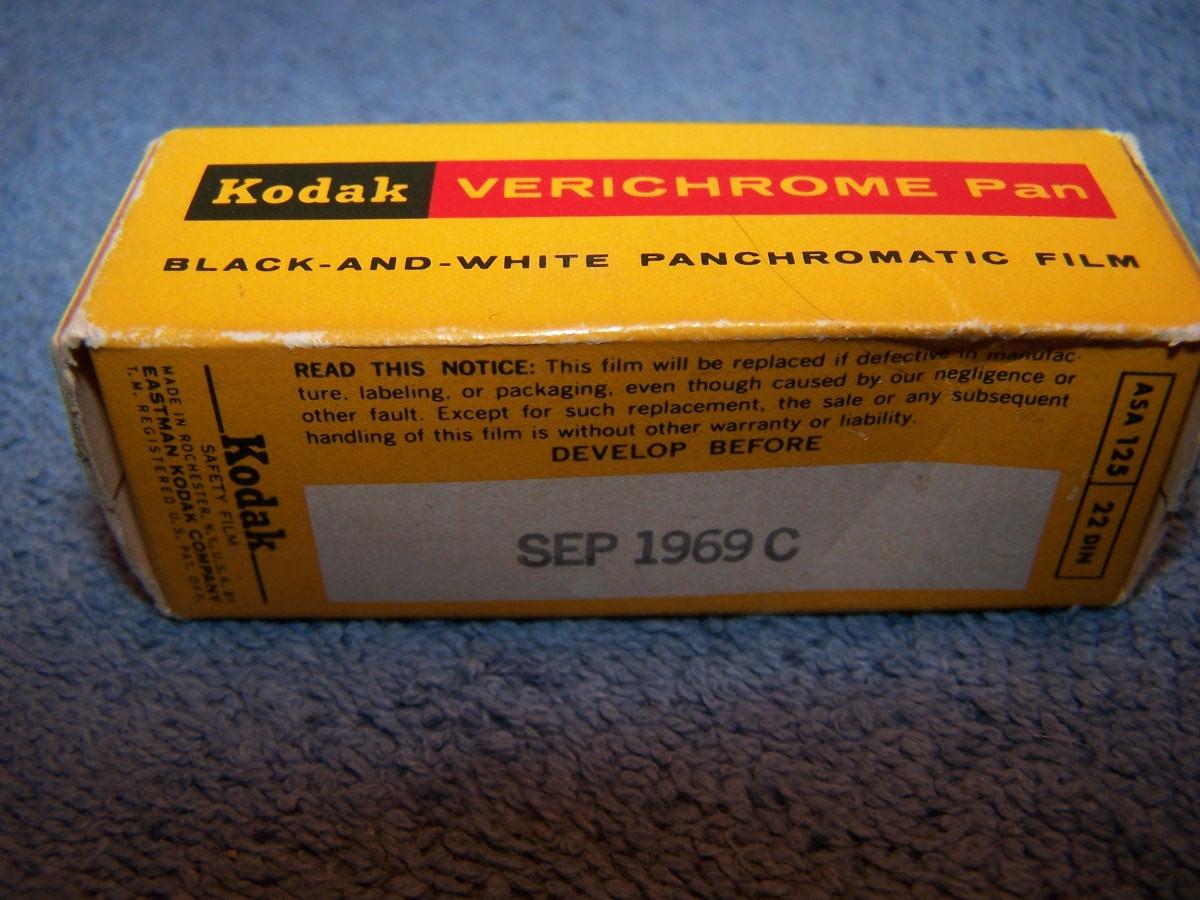 Kodak VERICHROME Pan
BLACK-AND-WHITE PANCHROMATIC FILM
READ THIS NOTICE: This film will be replaced if defective in manufac-
ture, labeling, or packaging, even though caused by our negligence or
other fault. Except for such replacement, the sale or any subsequent
handling of this film is without other warranty or liability.
DEVELOP BEFORE
SEP 1969 C
ASA 125 22 DIN
Kodak
SAFETY FILM
MADE IN ROCHESTER, N.Y., U.S.A. BY
EASTMAN KODAK COMPANY
T.M. REGISTERED U.S. PAT. OFF.